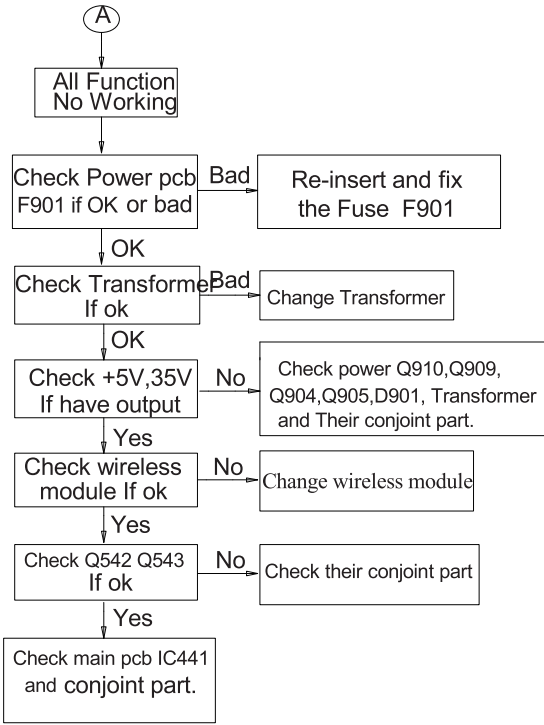 A
All Function
No Working
Check Power pcb
F901 if OK or bad
Bad
Re-insert and fix
the Fuse F901
OK
Check Transformer
If ok
Bad
Change Transformer
OK
Check +5V,35V
If have output
No
Check power Q910,Q909,
Q904,Q905,D901, Transformer
and Their conjoint part.
Yes
Check wireless
module If ok
No
Change wireless module
Yes
Check Q542 Q543
If ok
No
Check their conjoint part
Yes
Check main pcb IC441
and conjoint part.